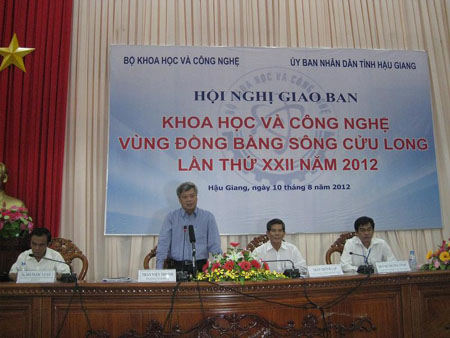 BỘ KHOA HỌC VÀ CÔNG NGHỆ
ỦY BAN NHÂN DÂN TỈNH HẬU GIANG
HỘI NGHỊ GIAO BAN
KHOA HỌC VÀ CÔNG NGHỆ
VÙNG ĐỒNG BẰNG SÔNG CỬU LONG
LẦN THỨ XXII NĂM 2012
Hậu Giang, ngày 10 tháng 8 năm 2012